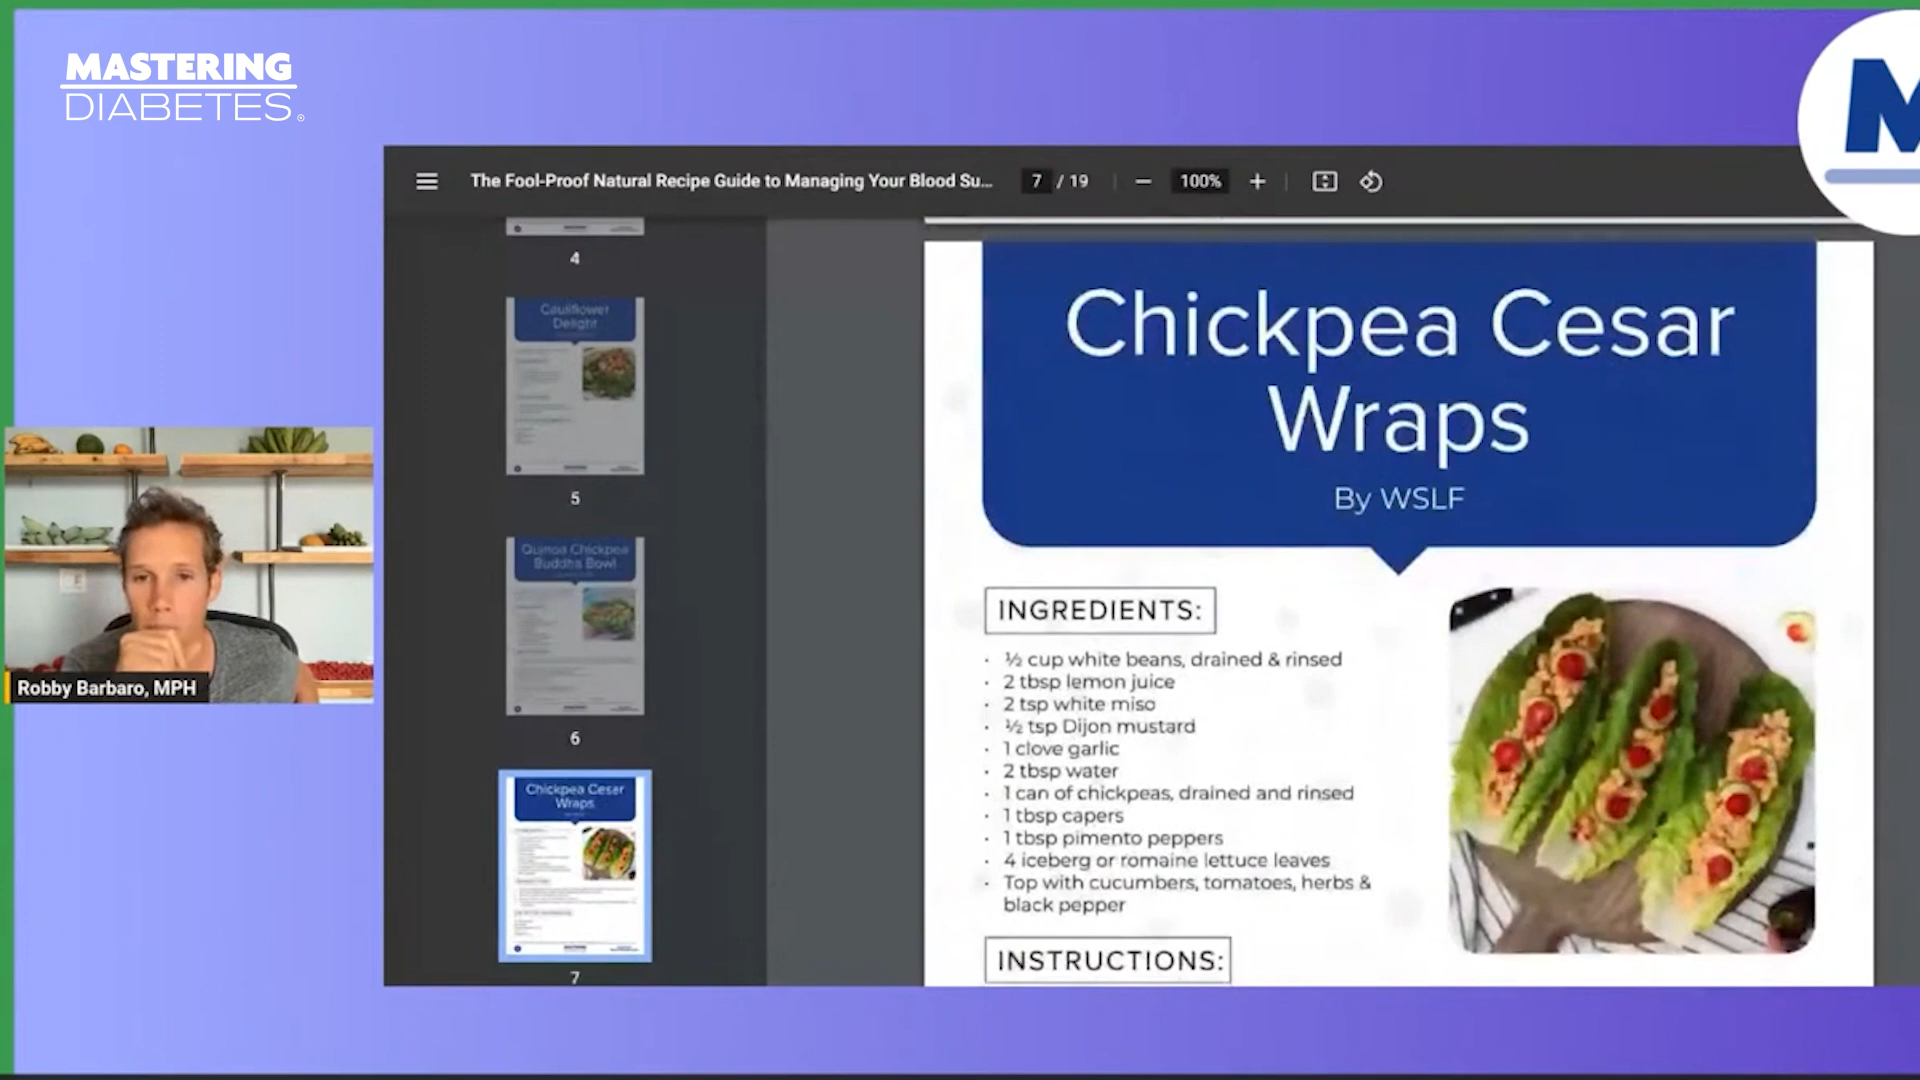 MASTERING
DIABETES®
M
The Fool-Proof Natural Recipe Guide to Managing Your Blood Su...
7 / 19
100%
4
Cauliflower
Delight
5
Quinoa Chickpea
Buddha Bowl
6
Chickpea Cesar
Wraps
7
Chickpea Cesar
Wraps
By WSLF
INGREDIENTS:
· ½ cup white beans, drained & rinsed
· 2 tbsp lemon juice
· 2 tsp white miso
· ½ tsp Dijon mustard
· 1 clove garlic
· 2 tbsp water
· 1 can of chickpeas, drained and rinsed
· 1 tbsp capers
· 1 tbsp pimento peppers
· 4 iceberg or romaine lettuce leaves
· Top with cucumbers, tomatoes, herbs &
black pepper
INSTRUCTIONS:
Robby Barbaro, MPH